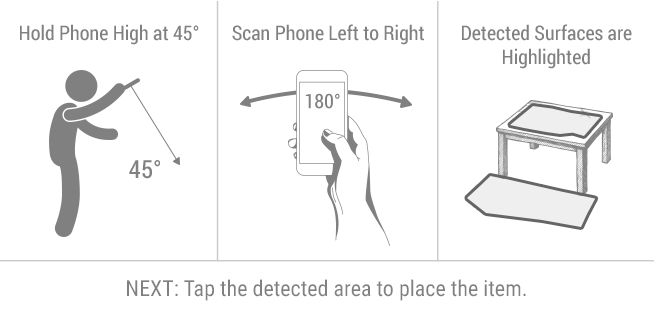 Hold Phone High at 45°
Scan Phone Left to Right
Detected Surfaces are
Highlighted
45°
180°
NEXT: Tap the detected area to place the item.